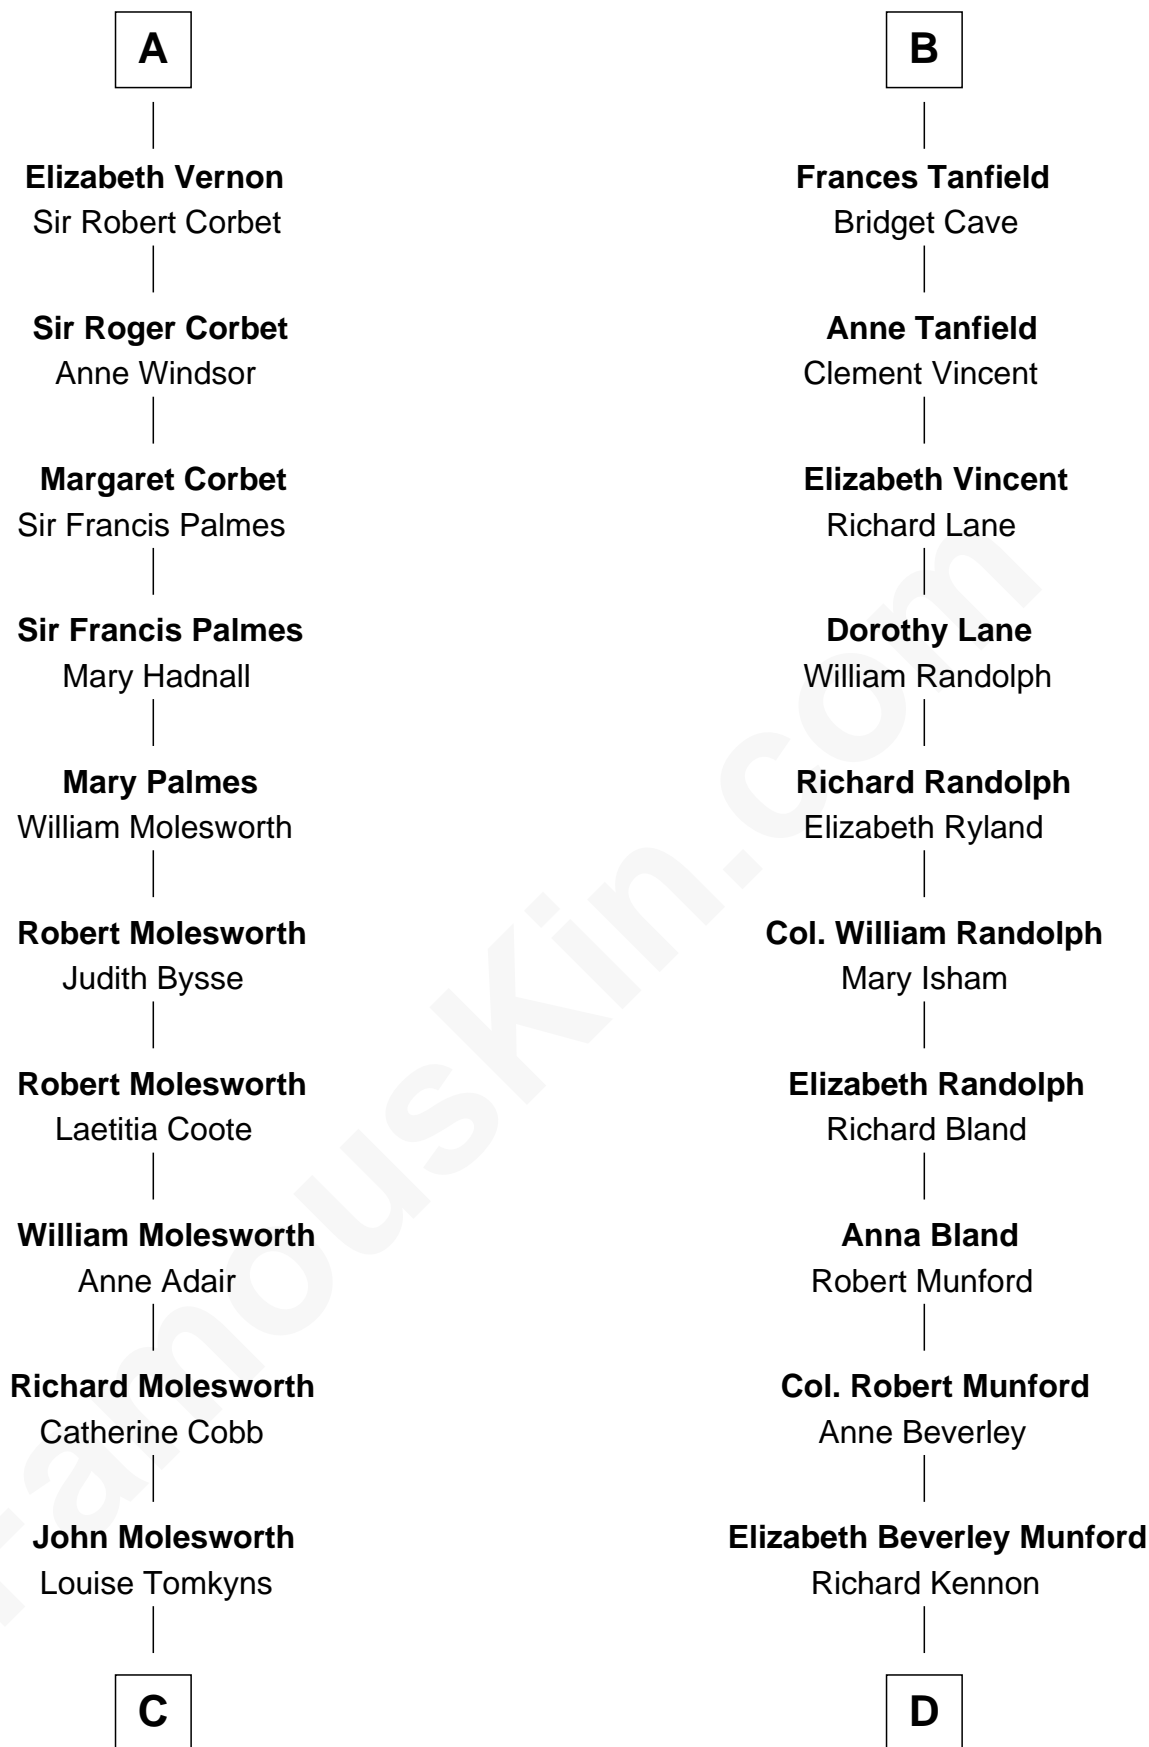 A
Elizabeth Vernon
Sir Robert Corbet
Sir Roger Corbet
Anne Windsor
Margaret Corbet
Sir Francis Palmes
Sir Francis Palmes
Mary Hadnall
Mary Palmes
William Molesworth
Robert Molesworth
Judith Bysse
Robert Molesworth
Laetitia Coote
William Molesworth
Anne Adair
Richard Molesworth
Catherine Cobb
John Molesworth
Louise Tomkyns
C
B
Frances Tanfield
Bridget Cave
Anne Tanfield
Clement Vincent
Elizabeth Vincent
Richard Lane
Dorothy Lane
William Randolph
Richard Randolph
Elizabeth Ryland
Col. William Randolph
Mary Isham
Elizabeth Randolph
Richard Bland
Anna Bland
Robert Munford
Col. Robert Munford
Anne Beverley
Elizabeth Beverley Munford
Richard Kennon
D
FamousKin.com